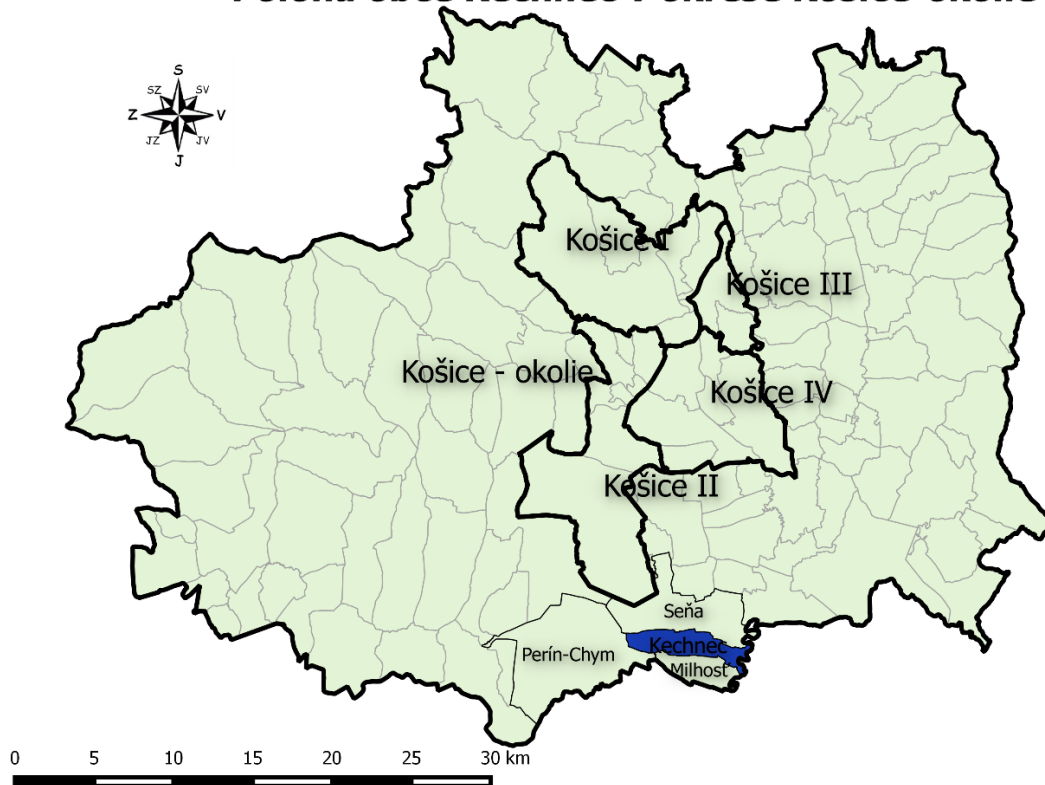 S
SZ SV
Z V
JZ JV
J
Košice I
Košice III
Košice - okolie
Košice IV
Košice II
Seňa
Kechnec
Perín-Chym
Milhosť
0 5 10 15 20 30 km